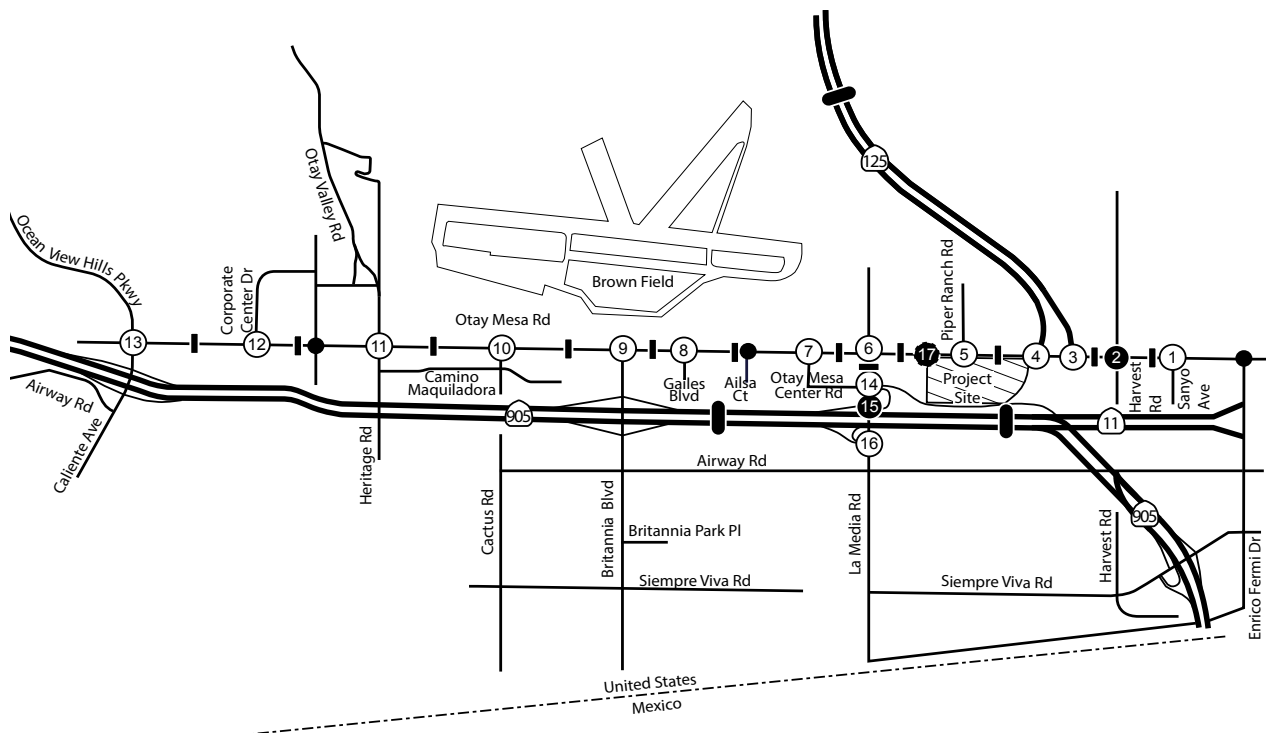 125
Otay Valley Rd
Ocean View Hills Pkwy
Corporate
Center Dr
Brown Field
Piper Ranch Rd
Otay Mesa Rd
13
12
11
10
9
8
7
6
17
5
4
3
2
1
Camino
Maquiladora
Gailes
Blvd
Ailsa
Ct
Otay Mesa
Center Rd
14
Project
Site
Harvest
Rd
Sanyo
Ave
Airway Rd
15
905
11
16
Caliente Ave
Heritage Rd
Airway Rd
Cactus Rd
Britannia Blvd
Britannia Park Pl
La Media Rd
Harvest Rd
905
Siempre Viva Rd
Siempre Viva Rd
Enrico Fermi Dr
United States
Mexico